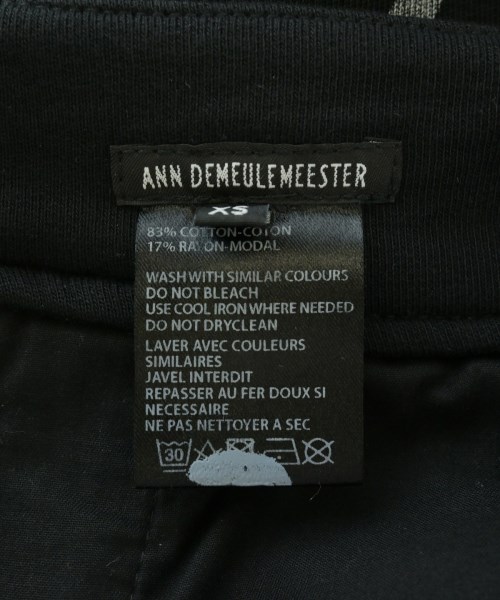 ANN DEMEULEMEESTER
XS
83% COTTON-COTON
17% RAYON-MODAL
WASH WITH SIMILAR COLOURS
DO NOT BLEACH
USE COOL IRON WHERE NEEDED
DO NOT DRYCLEAN
LAVER AVEC COULEURS
SIMILAIRES
JAVEL INTERDIT
REPASSER AU FER DOUX SI
NECESSAIRE
NE PAS NETTOYER A SEC
30